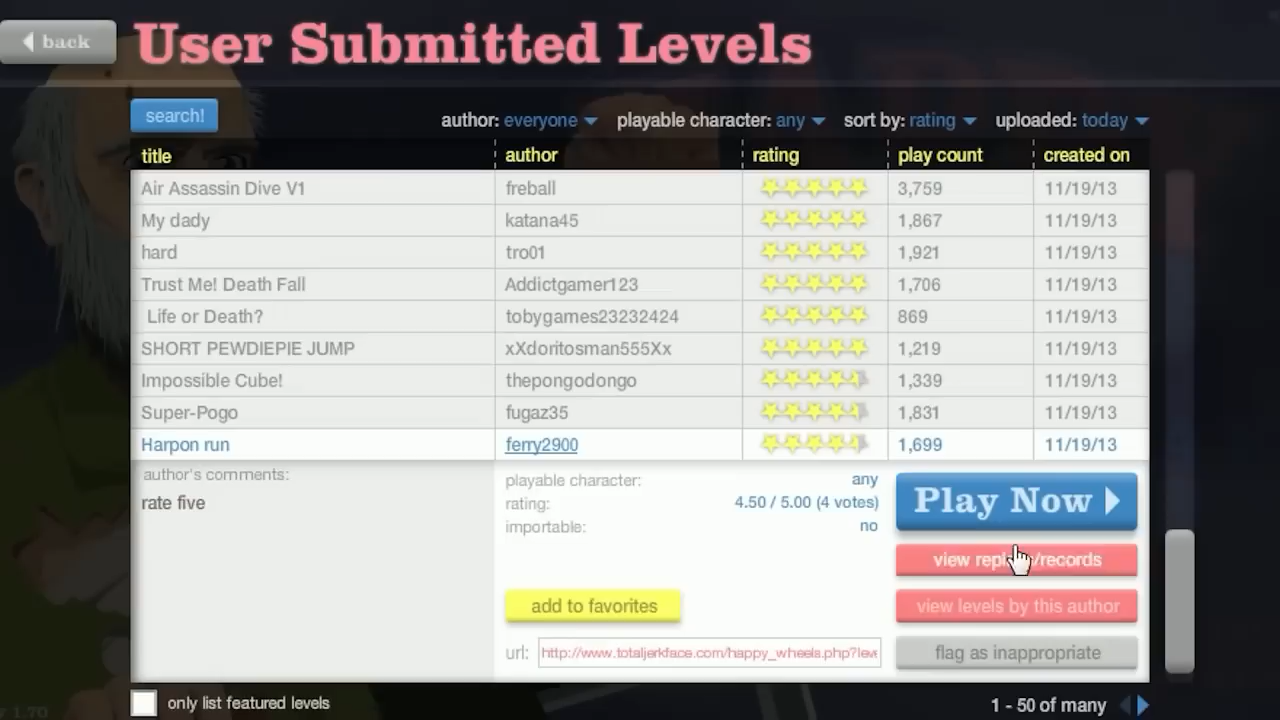 back
User Submitted Levels
search!
author: everyone playable character: any sort by: rating uploaded: today
title author rating play count created on
Air Assassin Dive V1 freball 3,759 11/19/13
My dady katana45 1,867 11/19/13
hard tro01 1,921 11/19/13
Trust Me! Death Fall Addictgamer123 1,706 11/19/13
Life or Death? tobygames23232424 869 11/19/13
SHORT PEWDIEPIE JUMP xXdoritosman555Xx 1,219 11/19/13
Impossible Cube! thepongodongo 1,339 11/19/13
Super-Pogo fugaz35 1,831 11/19/13
Harpon run ferry2900 1,699 11/19/13
author's comments:
rate five
playable character: any
rating: 4.50 / 5.00 (4 votes)
importable: no
add to favorites
url: http://www.totaljerkface.com/happy_wheels.php?leve
Play Now
view /records
view levels by this author
flag as inappropriate
only list featured levels
1 - 50 of many
1.70